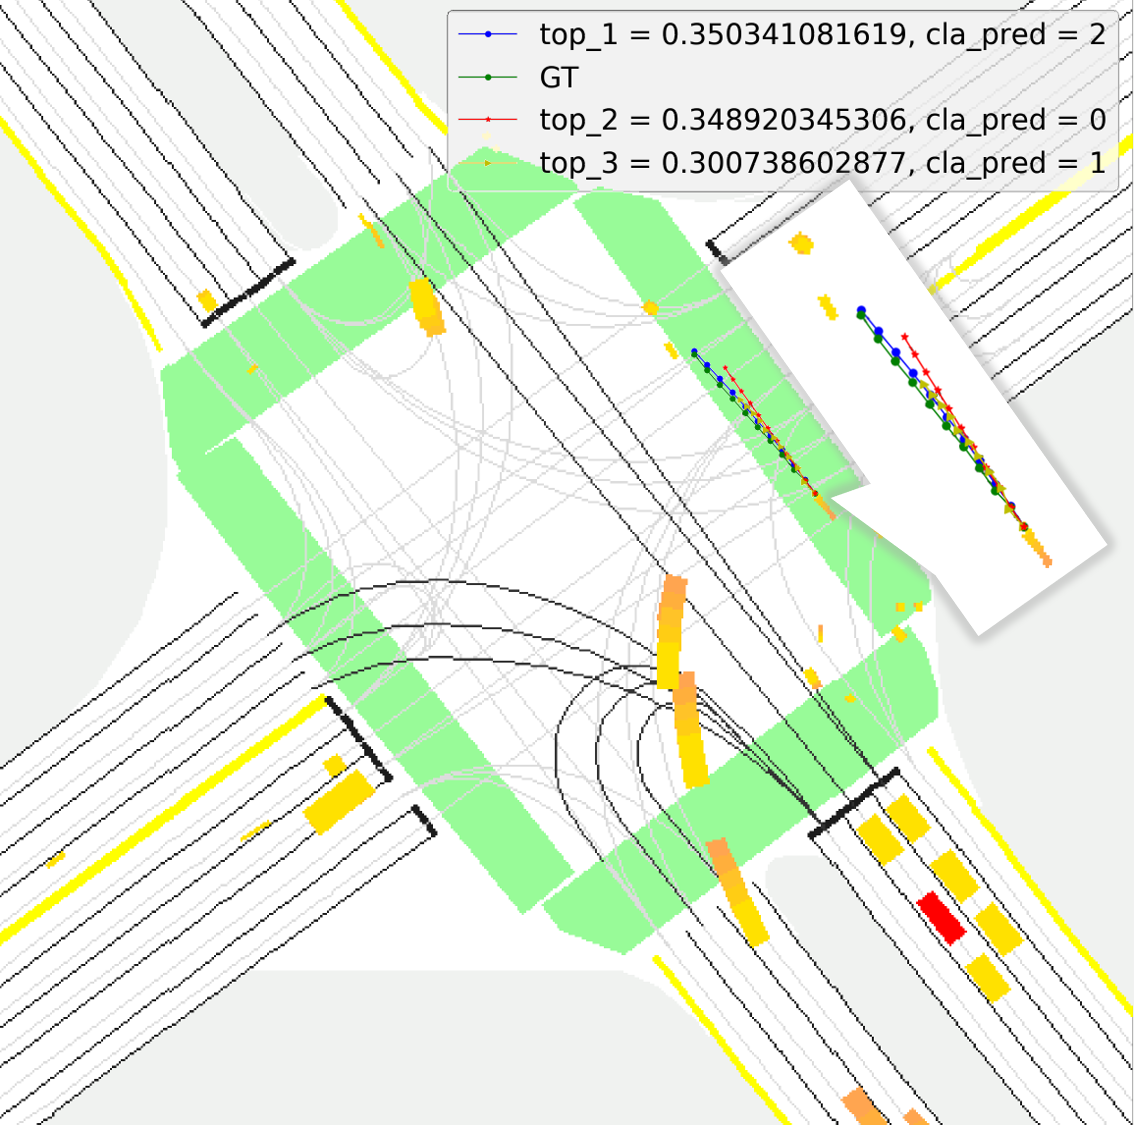 top_1 = 0.350341081619, cla_pred = 2
GT
top_2 = 0.348920345306, cla_pred = 0
top_3 = 0.300738602877, cla_pred = 1